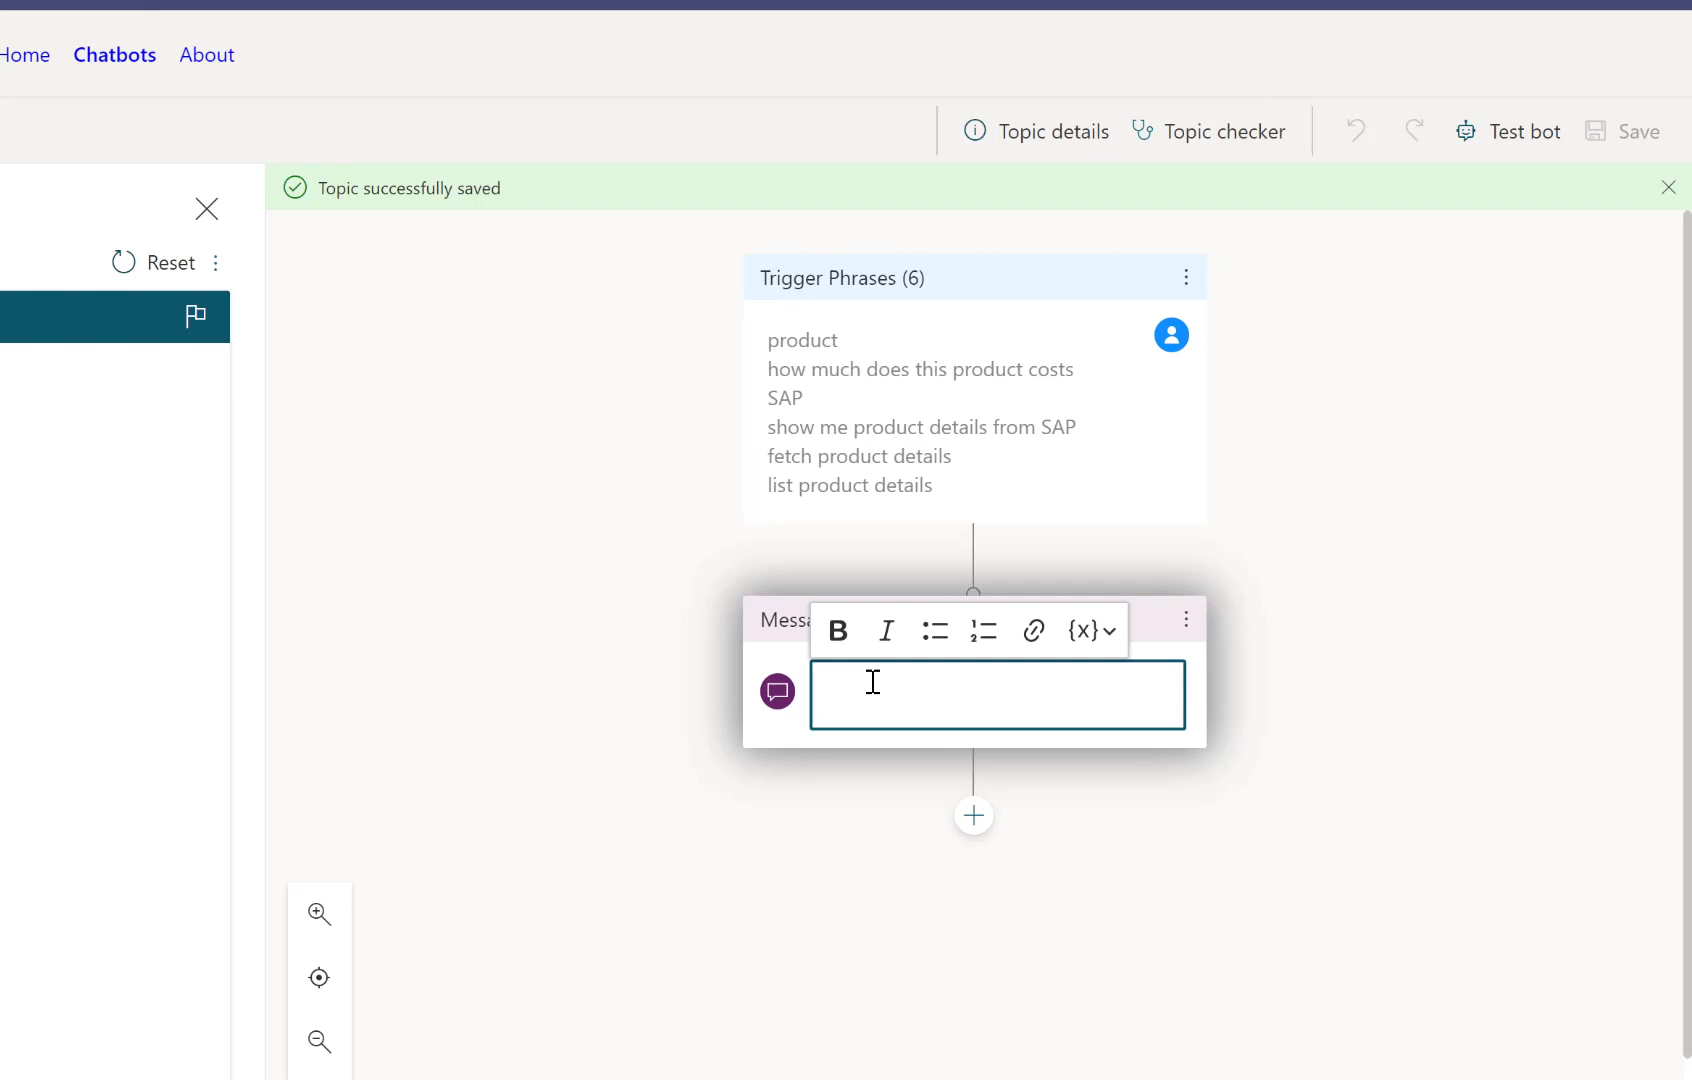 Home Chatbots About
Topic details Topic checker Test bot Save
Topic successfully saved
Reset
Trigger Phrases (6)
product
how much does this product costs
SAP
show me product details from SAP
fetch product details
list product details
Messa
B I {x}